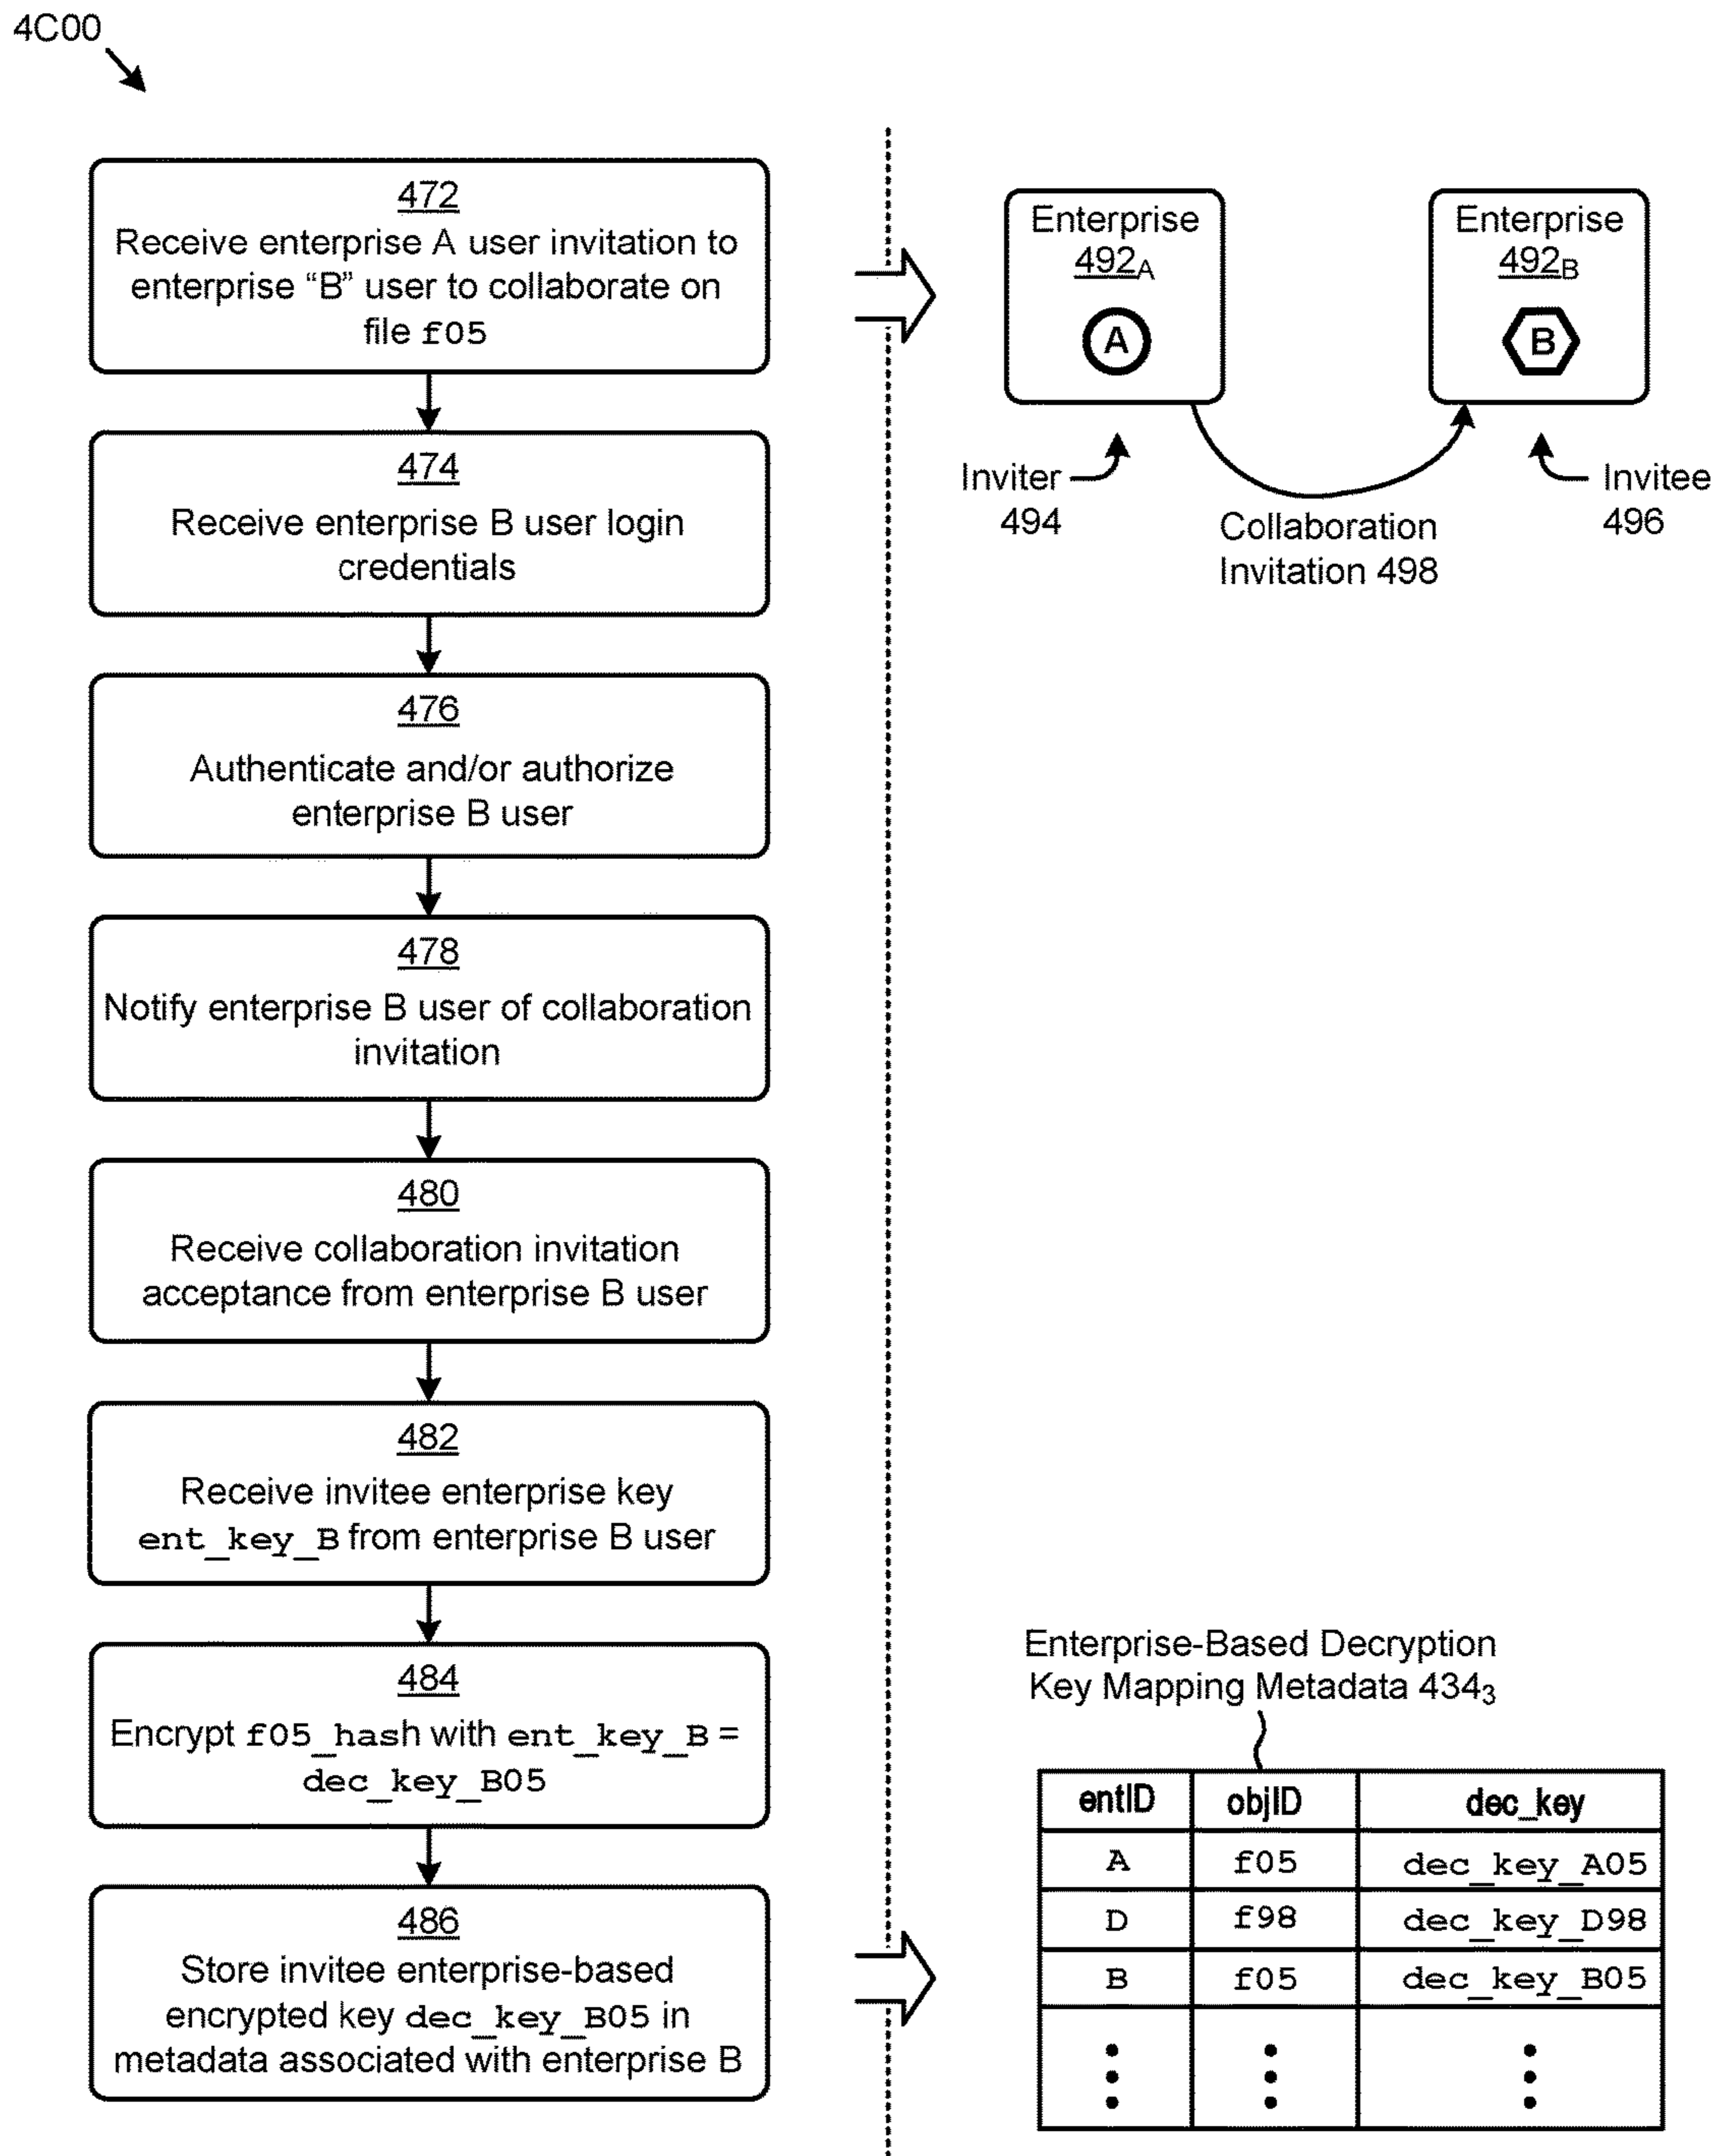 4C00
472
Receive enterprise A user invitation to
enterprise “B” user to collaborate on
file f05
474
Receive enterprise B user login
credentials
476
Authenticate and/or authorize
enterprise B user
478
Notify enterprise B user of collaboration
invitation
480
Receive collaboration invitation
acceptance from enterprise B user
482
Receive invitee enterprise key
ent_key_B from enterprise B user
484
Encrypt f05_hash with ent_key_B =
dec_key_B05
486
Store invitee enterprise-based
encrypted key dec_key_B05 in
metadata associated with enterprise B
Enterprise
492A
A
Enterprise
492B
B
Inviter
494
Collaboration
Invitation 498
Invitee
496
Enterprise-Based Decryption
Key Mapping Metadata 4343
entID objID dec_key
A f05 dec_key_A05
D f98 dec_key_D98
B f05 dec_key_B05